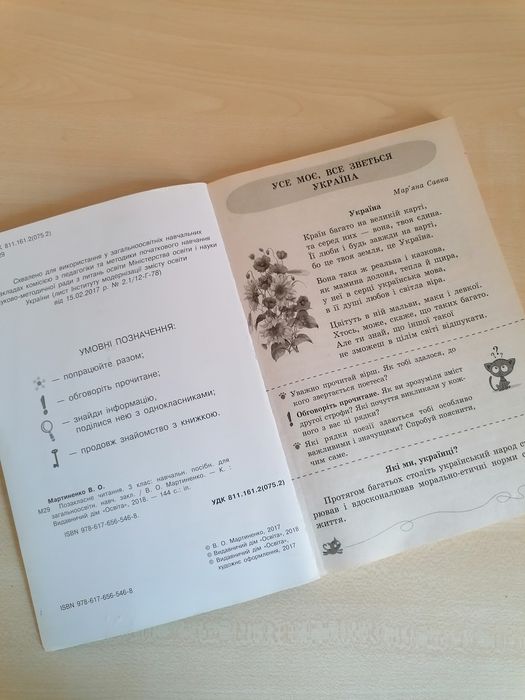 К 811.161.2(075.2)
29
Схвалено для використання у загальноосвітніх навчальних
закладах комісією з педагогіки та методики початкового навчання
науково-методичної ради з питань освіти Міністерства освіти і науки
України (лист Інституту модернізації змісту освіти
від 15.02.2017 р. № 2.1/12-Г-78)
УМОВНІ ПОЗНАЧЕННЯ:
— попрацюйте разом;
— обговоріть прочитане;
— знайди інформацію,
поділися нею з однокласниками;
— продовж знайомство з книжкою.
Мартиненко В. О.
М29 Позакласне читання. 3 клас: навчальн. посібн. для
загальноосвітн. навч. закл. / В. О. Мартиненко. — К. :
Видавничий дім «Освіта», 2018. — 144 с.: іл.
ISBN 978-617-656-546-8.
УДК 811.161.2(075.2)
© В. О. Мартиненко, 2017
© Видавничий дім «Освіта», 2018
© Видавничий дім «Освіта»,
художнє оформлення, 2017
ISBN 978-617-656-546-8
УСЕ МОЄ, ВСЕ ЗВЕТЬСЯ
УКРАЇНА
Мар'яна Савка
Україна
Країн багато на великій карті,
та серед них — вона, твоя єдина.
Її люби і будь завжди на варті,
бо це твоя земля, це Україна.
Вона така ж реальна і казкова,
як мамина долоня, тепла й щира,
у неї в серці українська мова,
в її душі любов і світла віра.
Цвітуть в ній мальви, маки і левкої.
Хтось, може, скаже, що таких багато.
Але ти знай, що іншої такої
не зможеш в цілім світі відшукати.
Уважно прочитай вірш. Як тобі здалося, до
кого звертається поетеса?
Обговоріть прочитане. Як ви зрозуміли зміст
другої строфи? Які почуття викликали у кож-
ного з вас ці рядки?
Які рядки поезії здаються тобі особливо
важливими і значущими? Спробуй пояснити,
чим саме.
Які ми, українці?
Протягом багатьох століть український народ
рював і вдосконалював морально-етичні норми
життя.